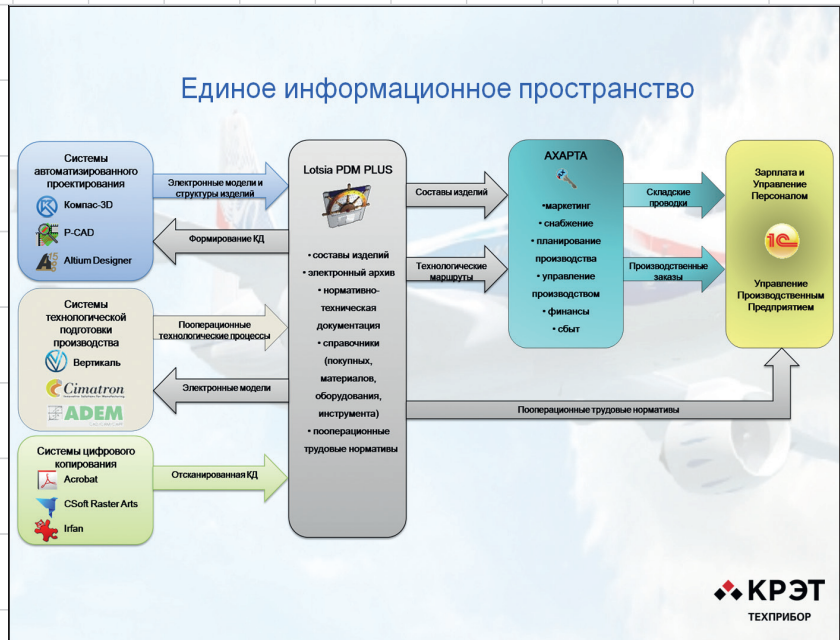 Единое информационное пространство
Системы
автоматизированного
проектирования
Компас-3D
P-CAD
Altium Designer
Электронные модели и
структуры изделий
Формирование КД
Системы
технологической
подготовки
производства
Вертикаль
Cimatron
ADEM
CAD/CAM/CAPP
Пооперационные
технологические процессы
Электронные модели
Системы цифрового
копирования
Acrobat
CSoft Raster Arts
Irfan
Отсканированная КД
Lotsia PDM PLUS
• составы изделий
• электронный архив
• нормативно-
техническая
документация
• справочники
(покупных,
материалов,
оборудования,
инструмента)
• пооперационные
трудовые нормативы
Составы изделий
Технологические
маршруты
АХАРТА
•маркетинг
• снабжение
• планирование
производства
• управление
производством
• финансы
• сбыт
Складские
проводки
Производственные
заказы
Зарплата и
Управление
Персоналом
1С
Управление
Производственным
Предприятием
Пооперационные трудовые нормативы
КРЭТ
ТЕХПРИБОР